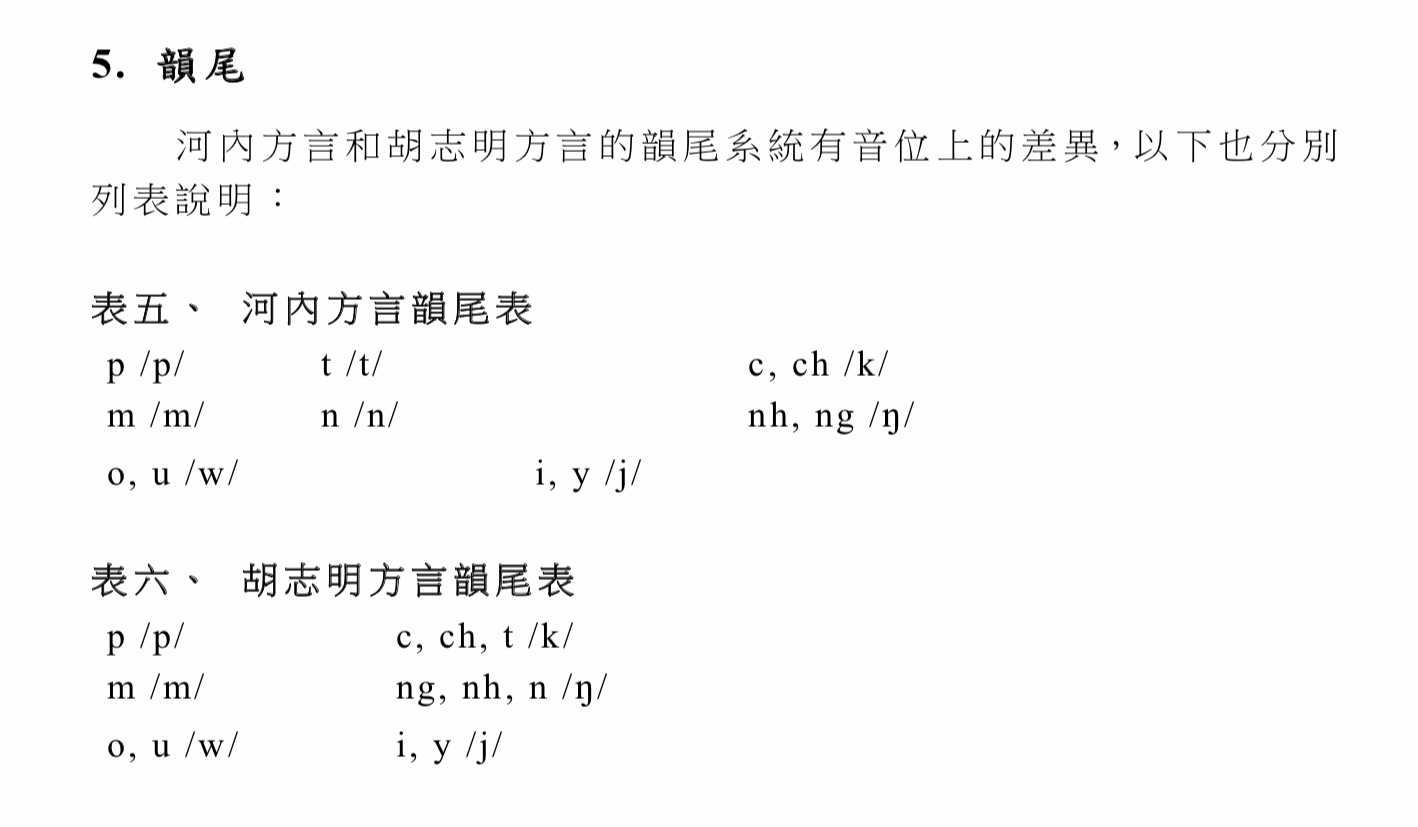 5. 韻尾
河內方言和胡志明方言的韻尾系統有音位上的差異，以下也分別
列表說明：
表五、 河內方言韻尾表
p /p/ t /t/ c, ch /k/
m /m/ n /n/ nh, ng /ŋ/
o, u /w/ i, y /j/
表六、 胡志明方言韻尾表
p /p/ c, ch, t /k/
m /m/ ng, nh, n /ŋ/
o, u /w/ i, y /j/